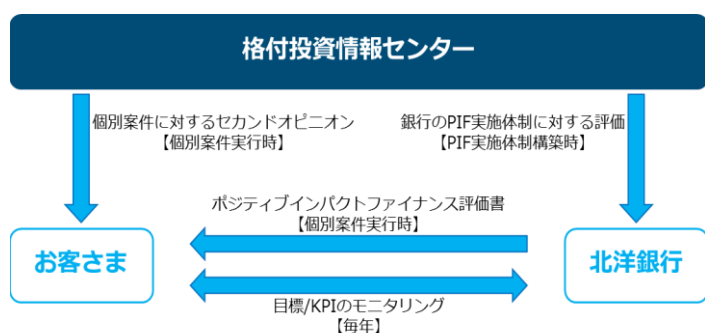 格付投資情報センター
個別案件に対するセカンドオピニオン
【個別案件実行時】
銀行のPIF実施体制に対する評価
【PIF実施体制構築時】
ポジティブインパクトファイナンス評価書
【個別案件実行時】
お客さま
北洋銀行
目標/KPIのモニタリング
【毎年】